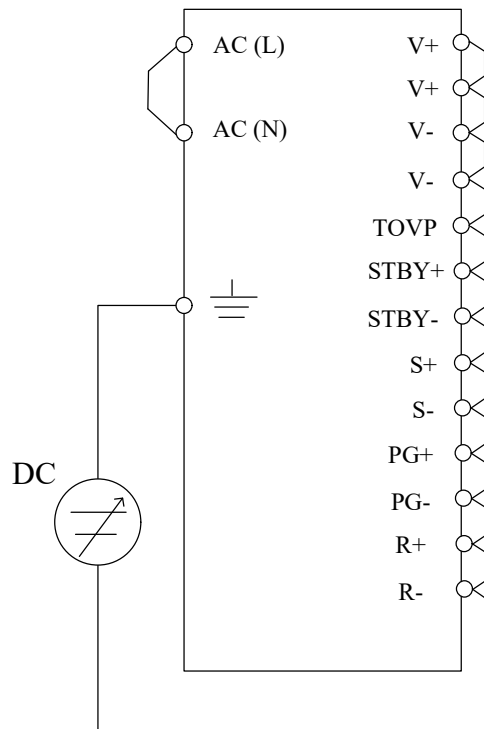 AC (L)
AC (N)
DC
V+
V+
V-
V-
TOVP
STBY+
STBY-
S+
S-
PG+
PG-
R+
R-